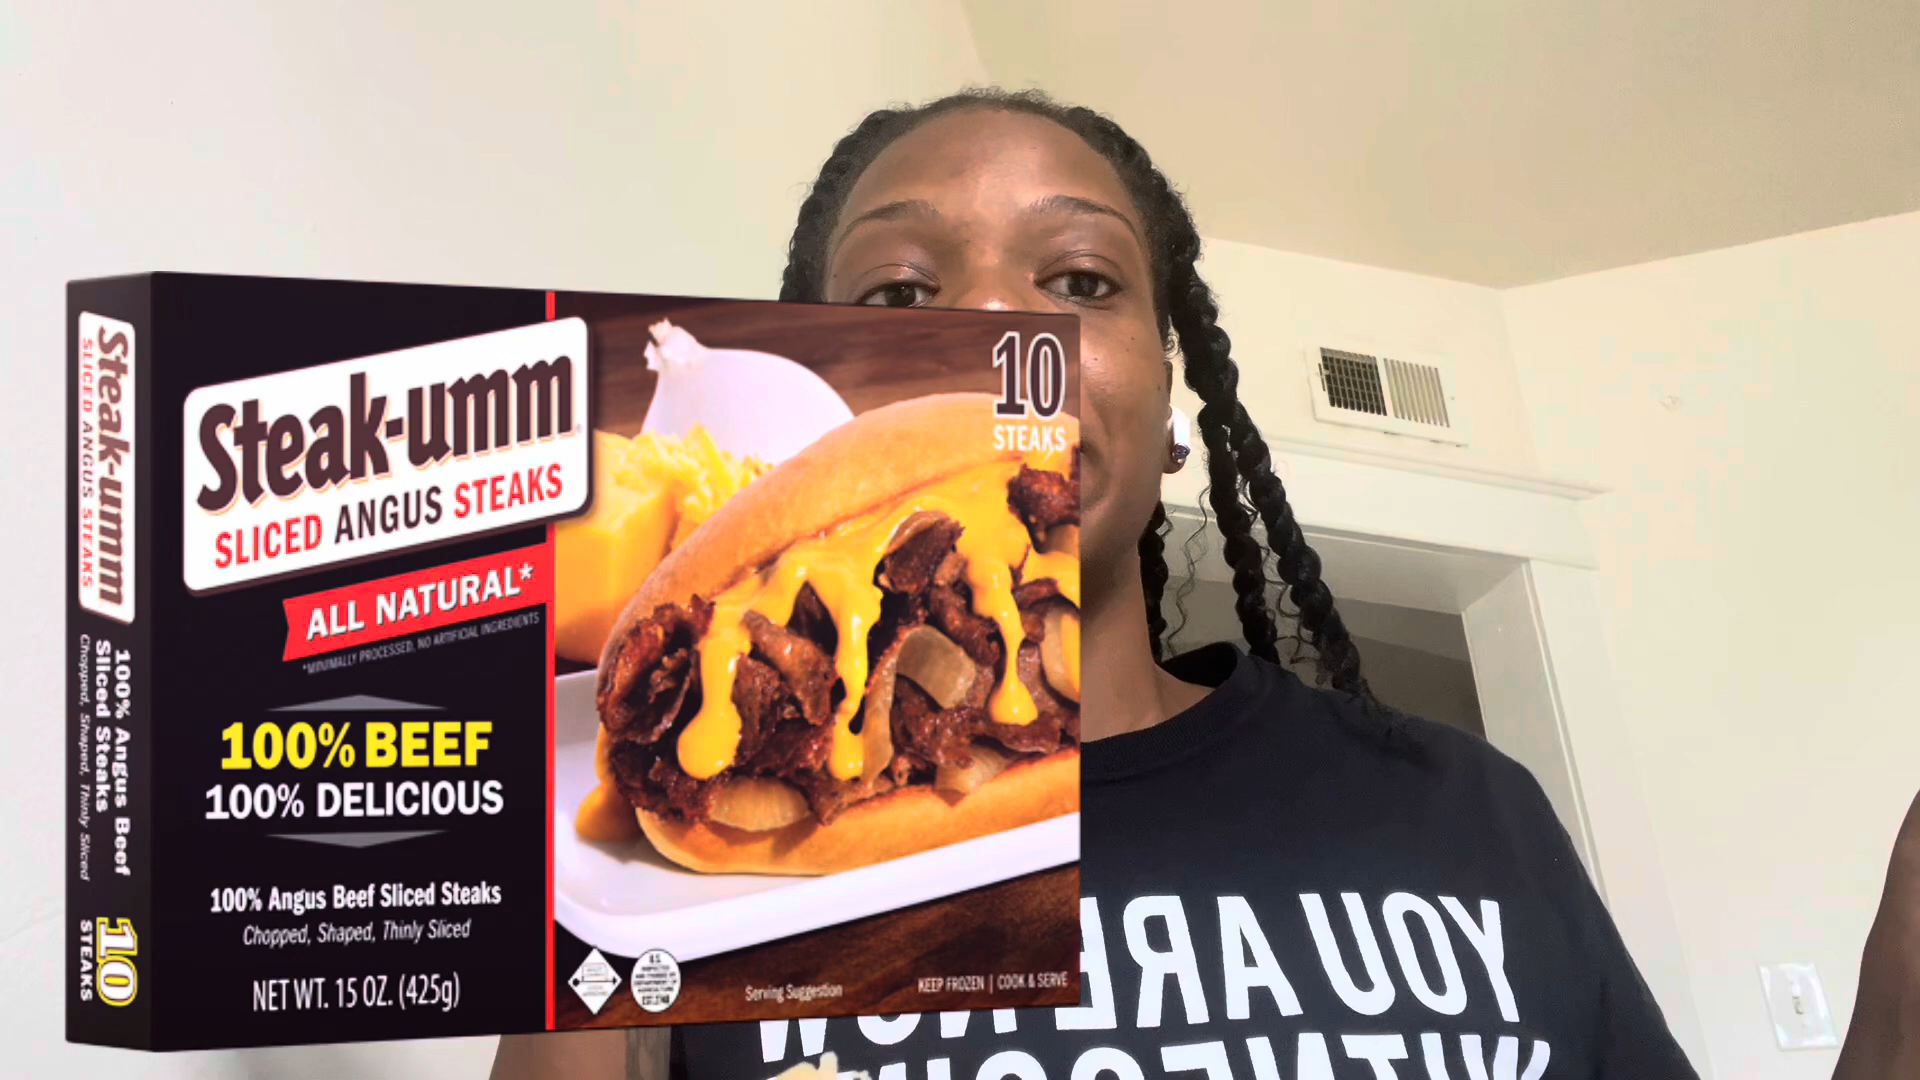 Steak-umm
SLICED ANGUS STEAKS
100% Angus Beef
Sliced Steaks
Chopped, Shaped, Thinly Sliced
10
STEAKS
Steak-umm
SLICED ANGUS STEAKS
ALL NATURAL*
*MINIMALLY PROCESSED, NO ARTIFICIAL INGREDIENTS
100% BEEF
100% DELICIOUS
100% Angus Beef Sliced Steaks
Chopped, Shaped, Thinly Sliced
NET WT. 15 OZ. (425g)
10
STEAKS
Serving Suggestion
KEEP FROZEN | COOK & SERVE
YOU ARE
NOW